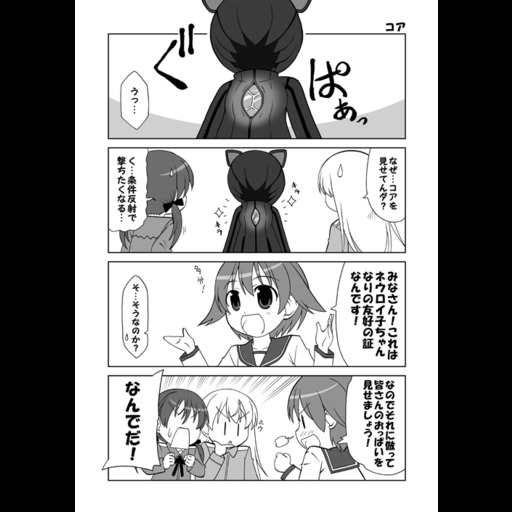 コア
ぱぁっ
ぐ゛
うっ…
なぜ…コアを
見せてんダ？
く…条件反射で
撃ちたくなる…
みなさん！これは
ネウロイ子ちゃん
なりの友好の証
なんです！
多分！
そ…そうなのか？
なのでそれに倣って
皆さんのおっぱいを
見せましょう！
なんでだ！